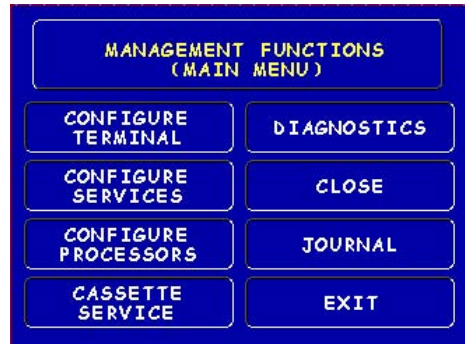 MANAGEMENT FUNCTIONS
(MAIN MENU)
CONFIGURE
TERMINAL
DIAGNOSTICS
CONFIGURE
SERVICES
CLOSE
CONFIGURE
PROCESSORS
JOURNAL
CASSETTE
SERVICE
EXIT